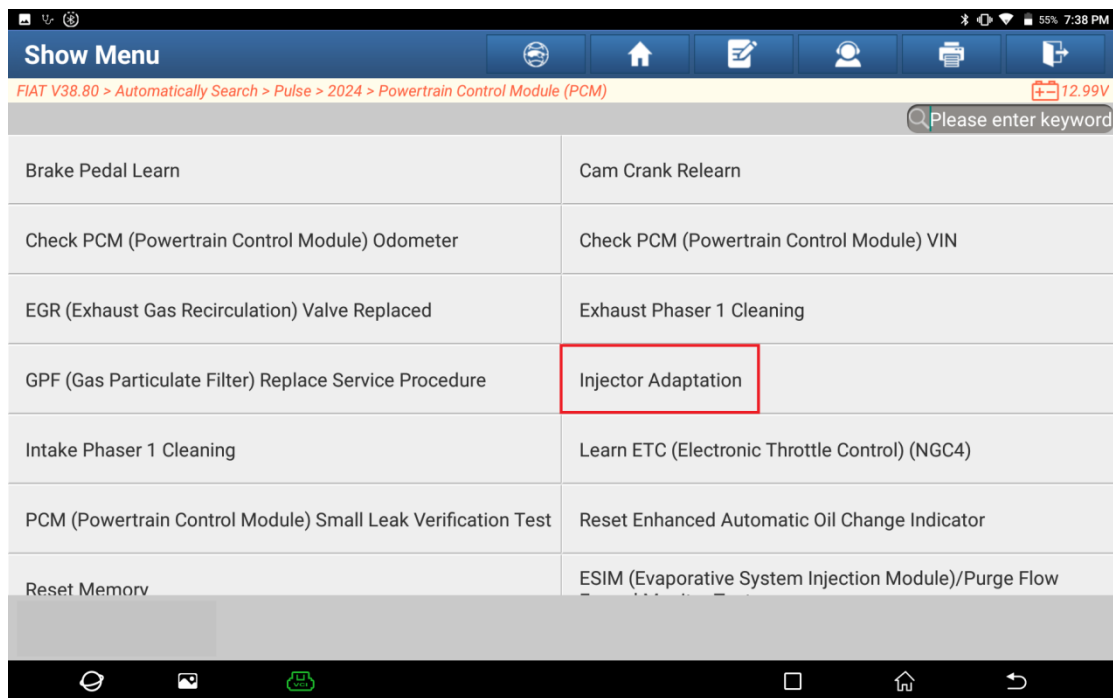 55% 7:38 PM
Show Menu
FIAT V38.80 > Automatically Search > Pulse > 2024 > Powertrain Control Module (PCM)
12.99V
Please enter keyword
Brake Pedal Learn
Cam Crank Relearn
Check PCM (Powertrain Control Module) Odometer
Check PCM (Powertrain Control Module) VIN
EGR (Exhaust Gas Recirculation) Valve Replaced
Exhaust Phaser 1 Cleaning
GPF (Gas Particulate Filter) Replace Service Procedure
Injector Adaptation
Intake Phaser 1 Cleaning
Learn ETC (Electronic Throttle Control) (NGC4)
PCM (Powertrain Control Module) Small Leak Verification Test
Reset Enhanced Automatic Oil Change Indicator
Reset Memory
ESIM (Evaporative System Injection Module)/Purge Flow
VCI